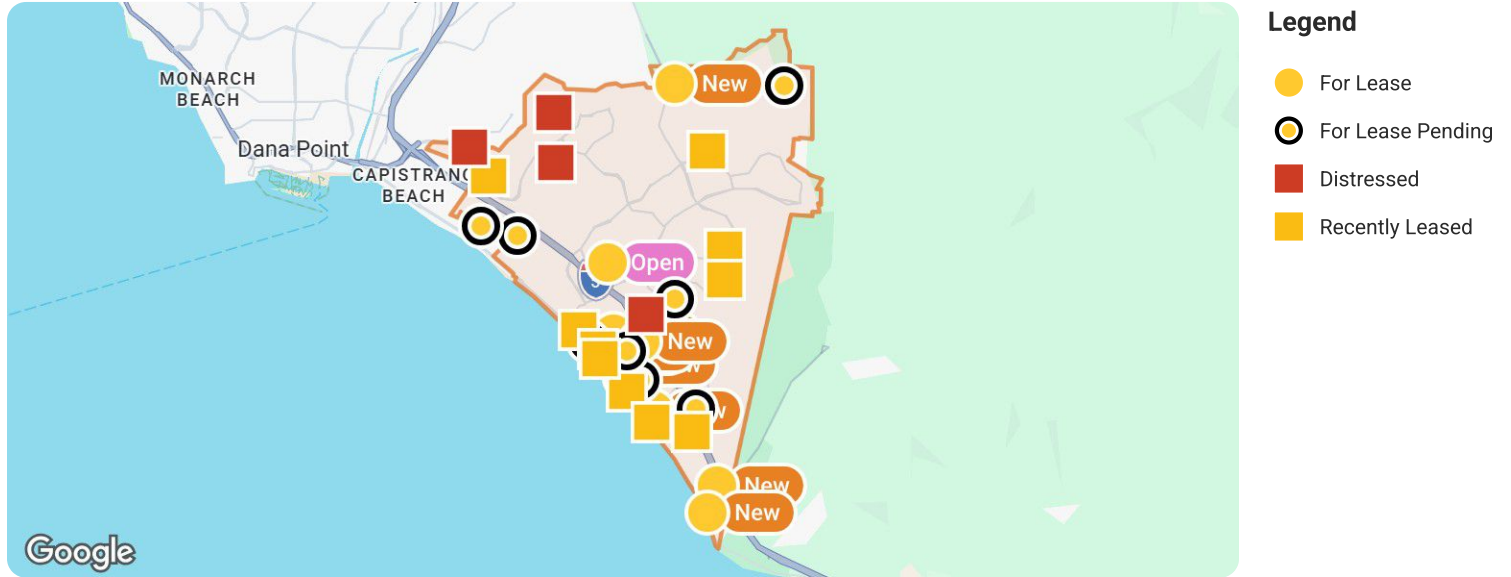 Legend
For Lease
For Lease Pending
Distressed
Recently Leased
MONARCH
BEACH
Dana Point
CAPISTRANO
BEACH
New
Open
New
New
New
Google